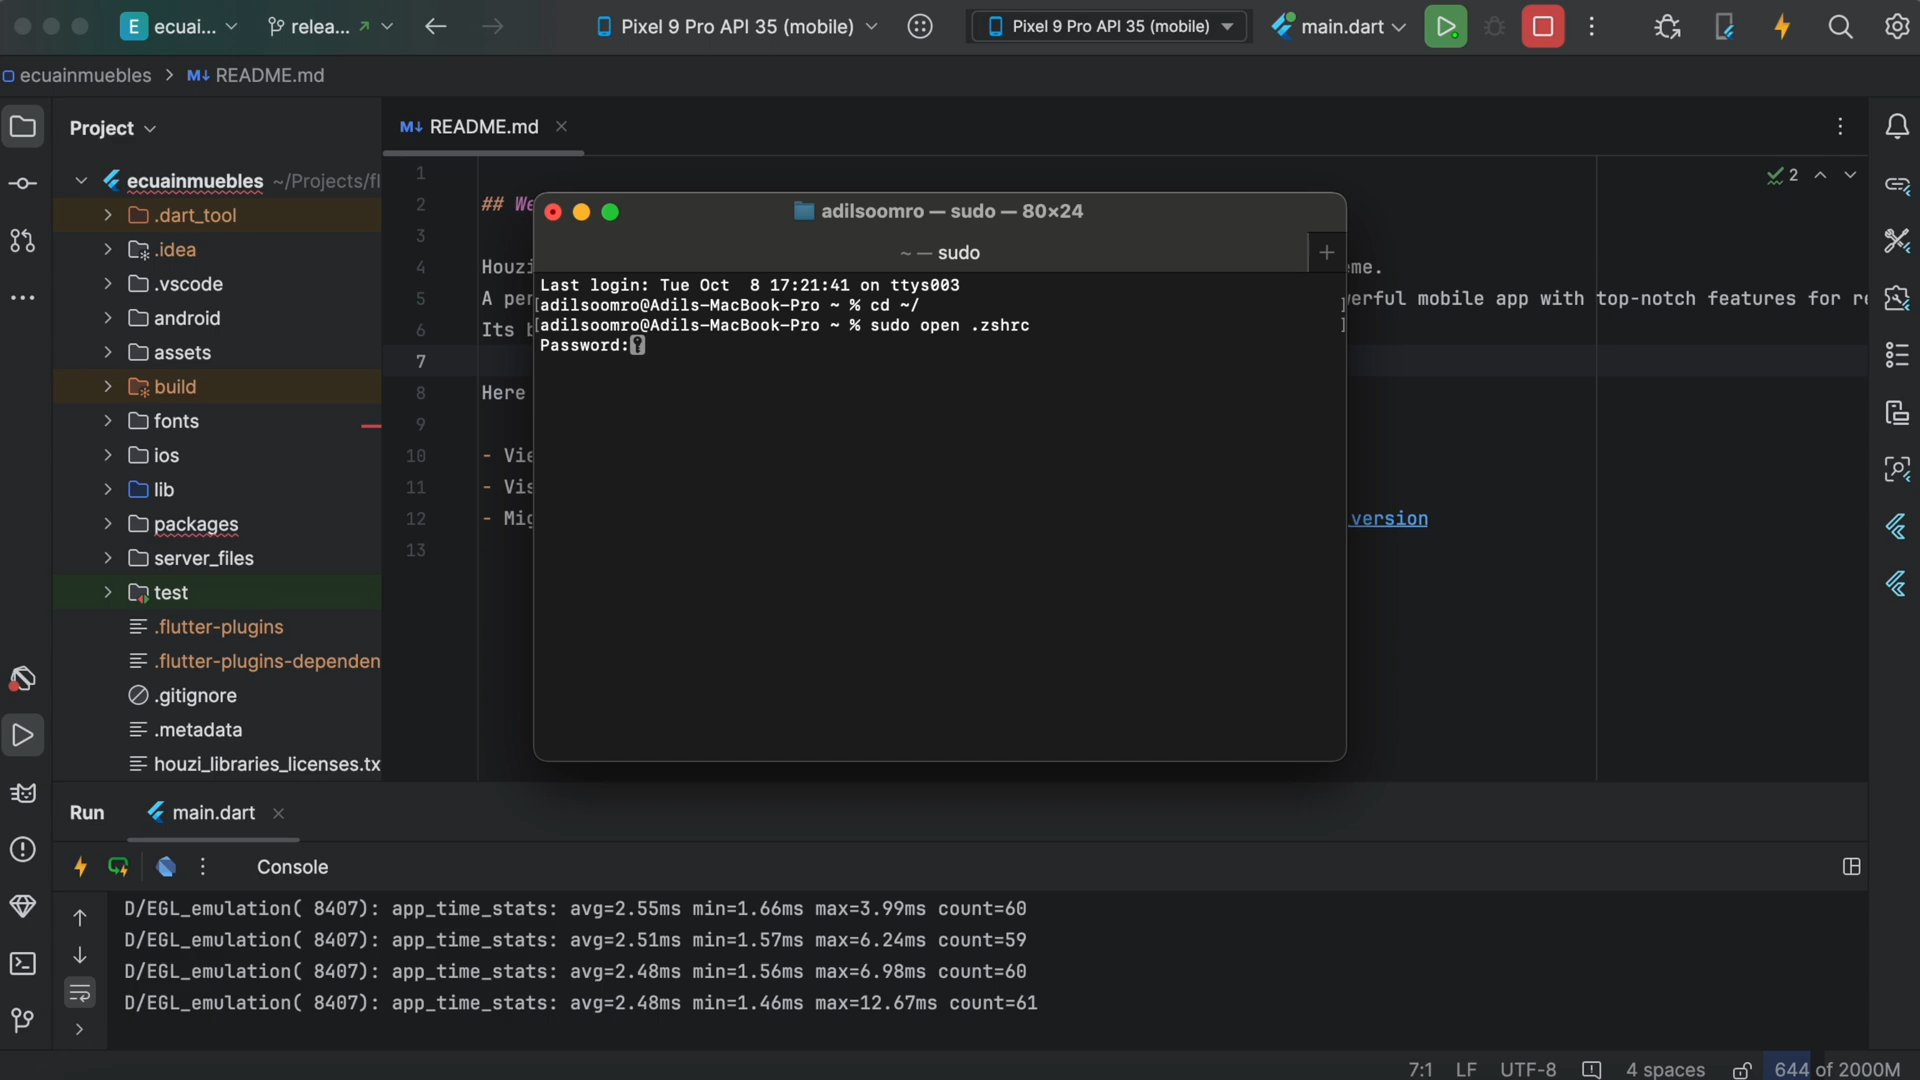 E ecuai... relea... Pixel 9 Pro API 35 (mobile) Pixel 9 Pro API 35 (mobile) main.dart
ecuainmuebles > M↓ README.md
Project
M↓ README.md
ecuainmuebles ~/Projects/fl
.dart_tool
.idea
.vscode
android
assets
build
fonts
ios
lib
packages
server_files
test
.flutter-plugins
.flutter-plugins-dependen
.gitignore
.metadata
houzi_libraries_licenses.tx
2
1
2 ## We
3
4 Houzi me.
5 A per erful mobile app with top-notch features for re
6 Its b
7
8 Here
9
10 - Vie
11 - Vis
12 - Mig version
13
adilsoomro — sudo — 80×24
~ — sudo
Last login: Tue Oct 8 17:21:41 on ttys003
[adilsoomro@Adils-MacBook-Pro ~ % cd ~/ ]
[adilsoomro@Adils-MacBook-Pro ~ % sudo open .zshrc ]
Password:
Run main.dart
Console
D/EGL_emulation( 8407): app_time_stats: avg=2.55ms min=1.66ms max=3.99ms count=60
D/EGL_emulation( 8407): app_time_stats: avg=2.51ms min=1.57ms max=6.24ms count=59
D/EGL_emulation( 8407): app_time_stats: avg=2.48ms min=1.56ms max=6.98ms count=60
D/EGL_emulation( 8407): app_time_stats: avg=2.48ms min=1.46ms max=12.67ms count=61
7:1 LF UTF-8 4 spaces 644 of 2000M